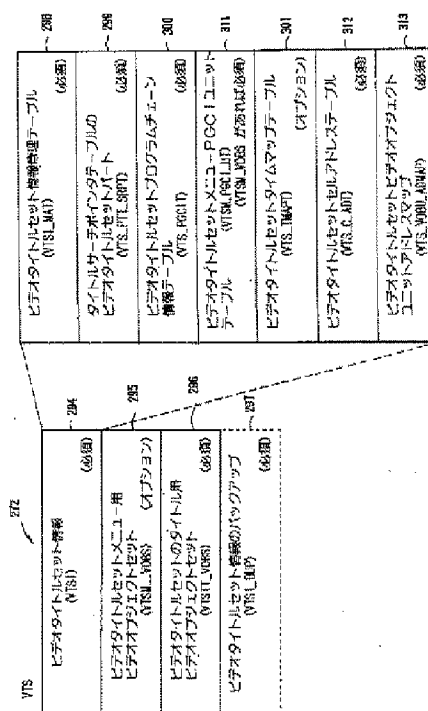 VTS
272
ビデオタイトルセット情報
(VTSI) (必須)
294
ビデオタイトルセットメニュー用
ビデオオブジェクトセット
(VTSM_VOBS) (オプション)
295
ビデオタイトルセットのタイトル用
ビデオオブジェクトセット
(VTSTT_VOBS) (必須)
296
ビデオタイトルセット情報のバックアップ
(VTSI_BUP) (必須)
297
ビデオタイトルセット情報管理テーブル
(VTSI_MAT) (必須)
298
タイトルサーチポインタテーブルの
ビデオタイトルセットパート
(VTS_PTT_SRPT) (必須)
299
ビデオタイトルセットプログラムチェーン
情報テーブル
(VTS_PGCIT) (必須)
300
ビデオタイトルセットメニューPGCIユニット
テーブル (VTSM_PGCI_UT)
(VTSM_VOBS があれば必須)
311
ビデオタイトルセットタイムマップテーブル
(VTS_TMAPT) (オプション)
301
ビデオタイトルセットセルアドレステーブル
(VTS_C_ADT) (必須)
312
ビデオタイトルセットビデオオブジェクト
ユニットアドレスマップ
(VTS_VOBU_ADMAP) (必須)
313